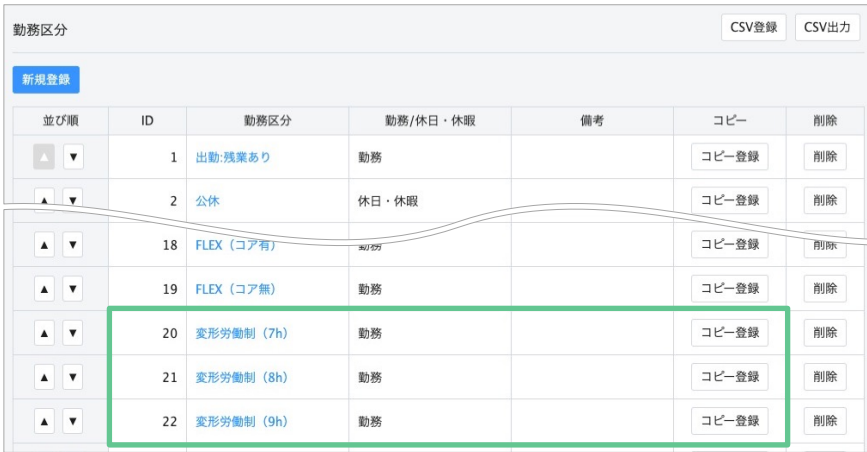 勤務区分 CSV登録 CSV出力
新規登録
並び順 ID 勤務区分 勤務/休日・休暇 備考 コピー 削除
▲ ▼ 1 出勤:残業あり 勤務 コピー登録 削除
▲ ▼ 2 公休 休日・休暇 コピー登録 削除
▲ ▼ 18 FLEX（コア有） 勤務 コピー登録 削除
▲ ▼ 19 FLEX（コア無） 勤務 コピー登録 削除
▲ ▼ 20 変形労働制（7h） 勤務 コピー登録 削除
▲ ▼ 21 変形労働制（8h） 勤務 コピー登録 削除
▲ ▼ 22 変形労働制（9h） 勤務 コピー登録 削除